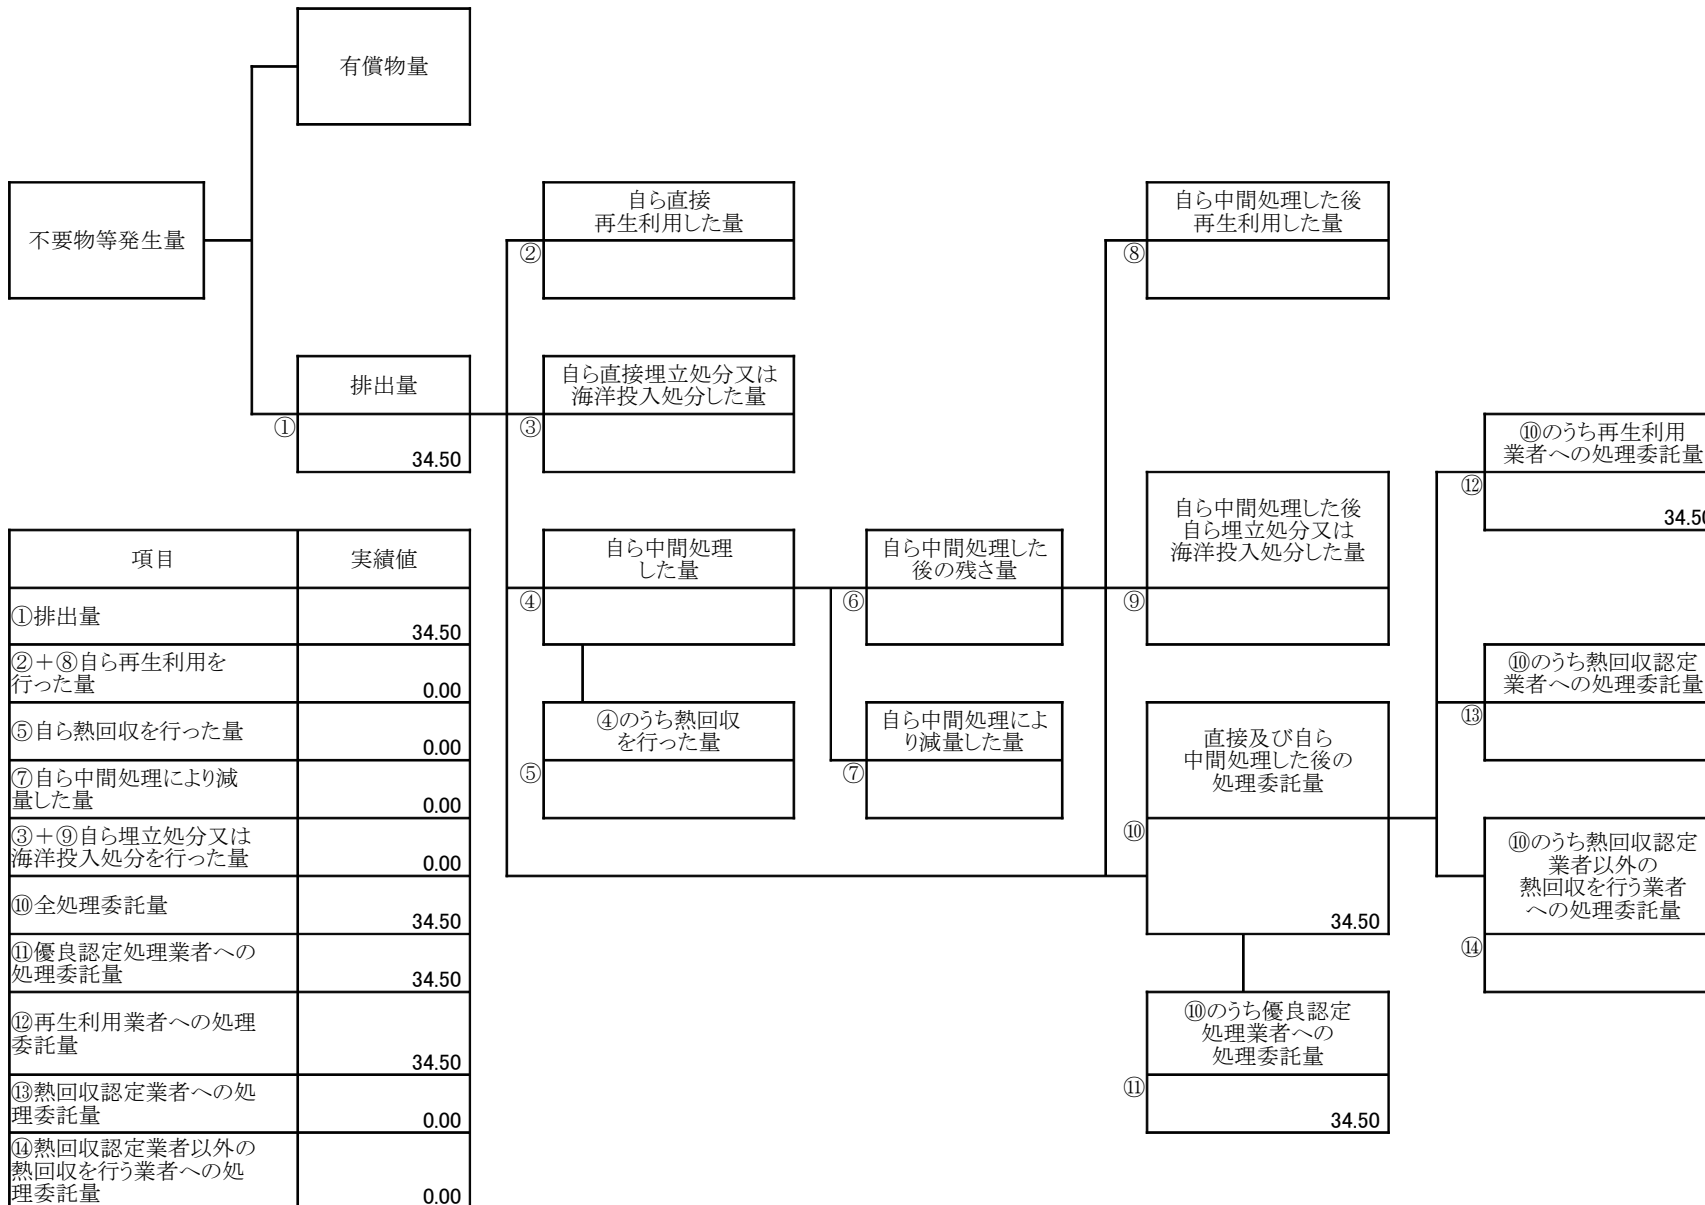 有償物量
不要物等発生量
自ら直接
再生利用した量
②
自ら中間処理した後
再生利用した量
⑧
排出量
①
34.50
自ら直接埋立処分又は
海洋投入処分した量
③
⑩のうち再生利用
業者への処理委託量
⑫
34.50
自ら中間処理
した量
④
自ら中間処理した
後の残さ量
⑥
自ら中間処理した後
自ら埋立処分又は
海洋投入処分した量
⑨
④のうち熱回収
を行った量
⑤
自ら中間処理によ
り減量した量
⑦
直接及び自ら
中間処理した後の
処理委託量
⑩
34.50
⑩のうち熱回収認定
業者への処理委託量
⑬
⑩のうち熱回収認定
業者以外の
熱回収を行う業者
への処理委託量
⑭
⑩のうち優良認定
処理業者への
処理委託量
⑪
34.50
項目 実績値
①排出量
34.50
②＋⑧自ら再生利用を
行った量
0.00
⑤自ら熱回収を行った量
0.00
⑦自ら中間処理により減
量した量
0.00
③＋⑨自ら埋立処分又は
海洋投入処分を行った量
0.00
⑩全処理委託量
34.50
⑪優良認定処理業者への
処理委託量
34.50
⑫再生利用業者への処理
委託量
34.50
⑬熱回収認定業者への処
理委託量
0.00
⑭熱回収認定業者以外の
熱回収を行う業者への処
理委託量
0.00